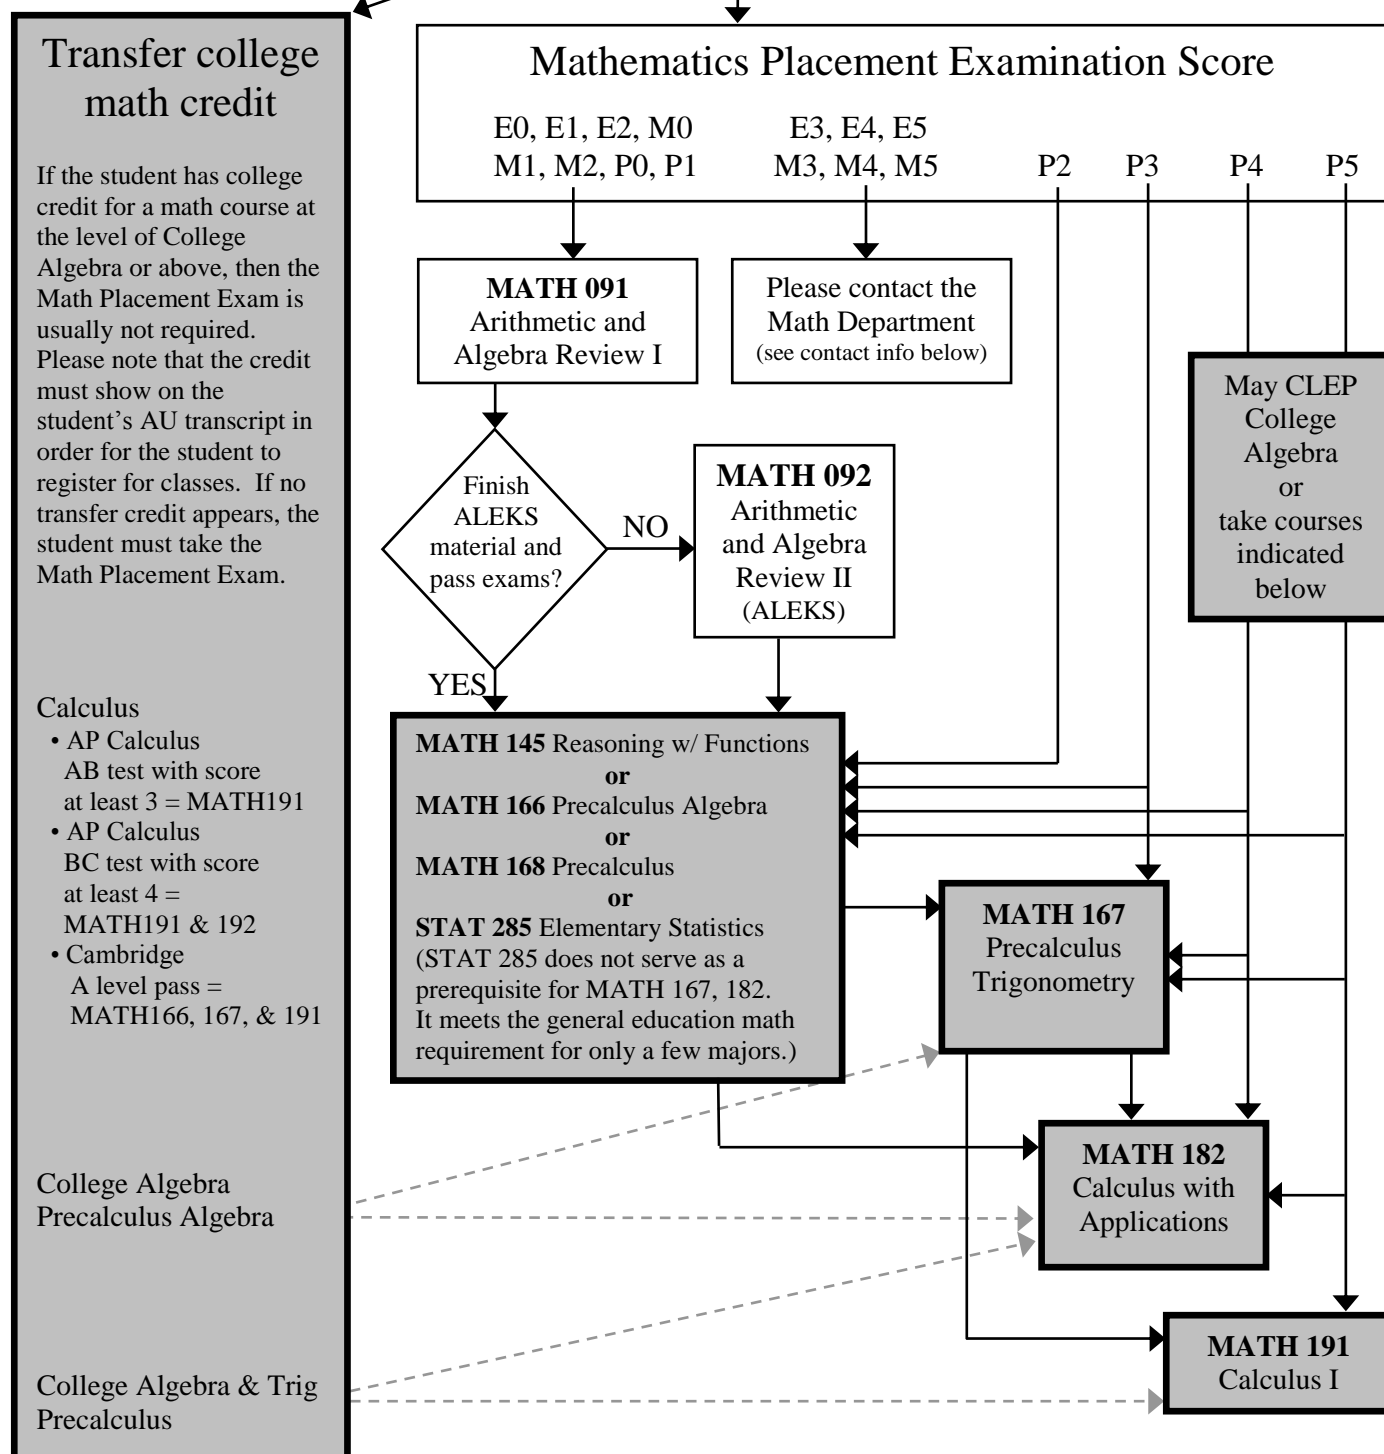 Transfer college
math credit
If the student has college
credit for a math course at
the level of College
Algebra or above, then the
Math Placement Exam is
usually not required.
Please note that the credit
must show on the
student's AU transcript in
order for the student to
register for classes.  If no
transfer credit appears, the
student must take the
Math Placement Exam.
Calculus
• AP Calculus
AB test with score
at least 3 = MATH191
• AP Calculus
BC test with score
at least 4 =
MATH191 & 192
• Cambridge
A level pass =
MATH166, 167, & 191
College Algebra
Precalculus Algebra
College Algebra & Trig
Precalculus
Mathematics Placement Examination Score
E0, E1, E2, M0
M1, M2, P0, P1
E3, E4, E5
M3, M4, M5
P2
P3
P4
P5
MATH 091
Arithmetic and
Algebra Review I
Please contact the
Math Department
(see contact info below)
May CLEP
College
Algebra
or
take courses
indicated
below
Finish
ALEKS
material and
pass exams?
NO
MATH 092
Arithmetic
and Algebra
Review II
(ALEKS)
YES
MATH 145 Reasoning w/ Functions
or
MATH 166 Precalculus Algebra
or
MATH 168 Precalculus
or
STAT 285 Elementary Statistics
(STAT 285 does not serve as a
prerequisite for MATH 167, 182.
It meets the general education math
requirement for only a few majors.)
MATH 167
Precalculus
Trigonometry
MATH 182
Calculus with
Applications
MATH 191
Calculus I